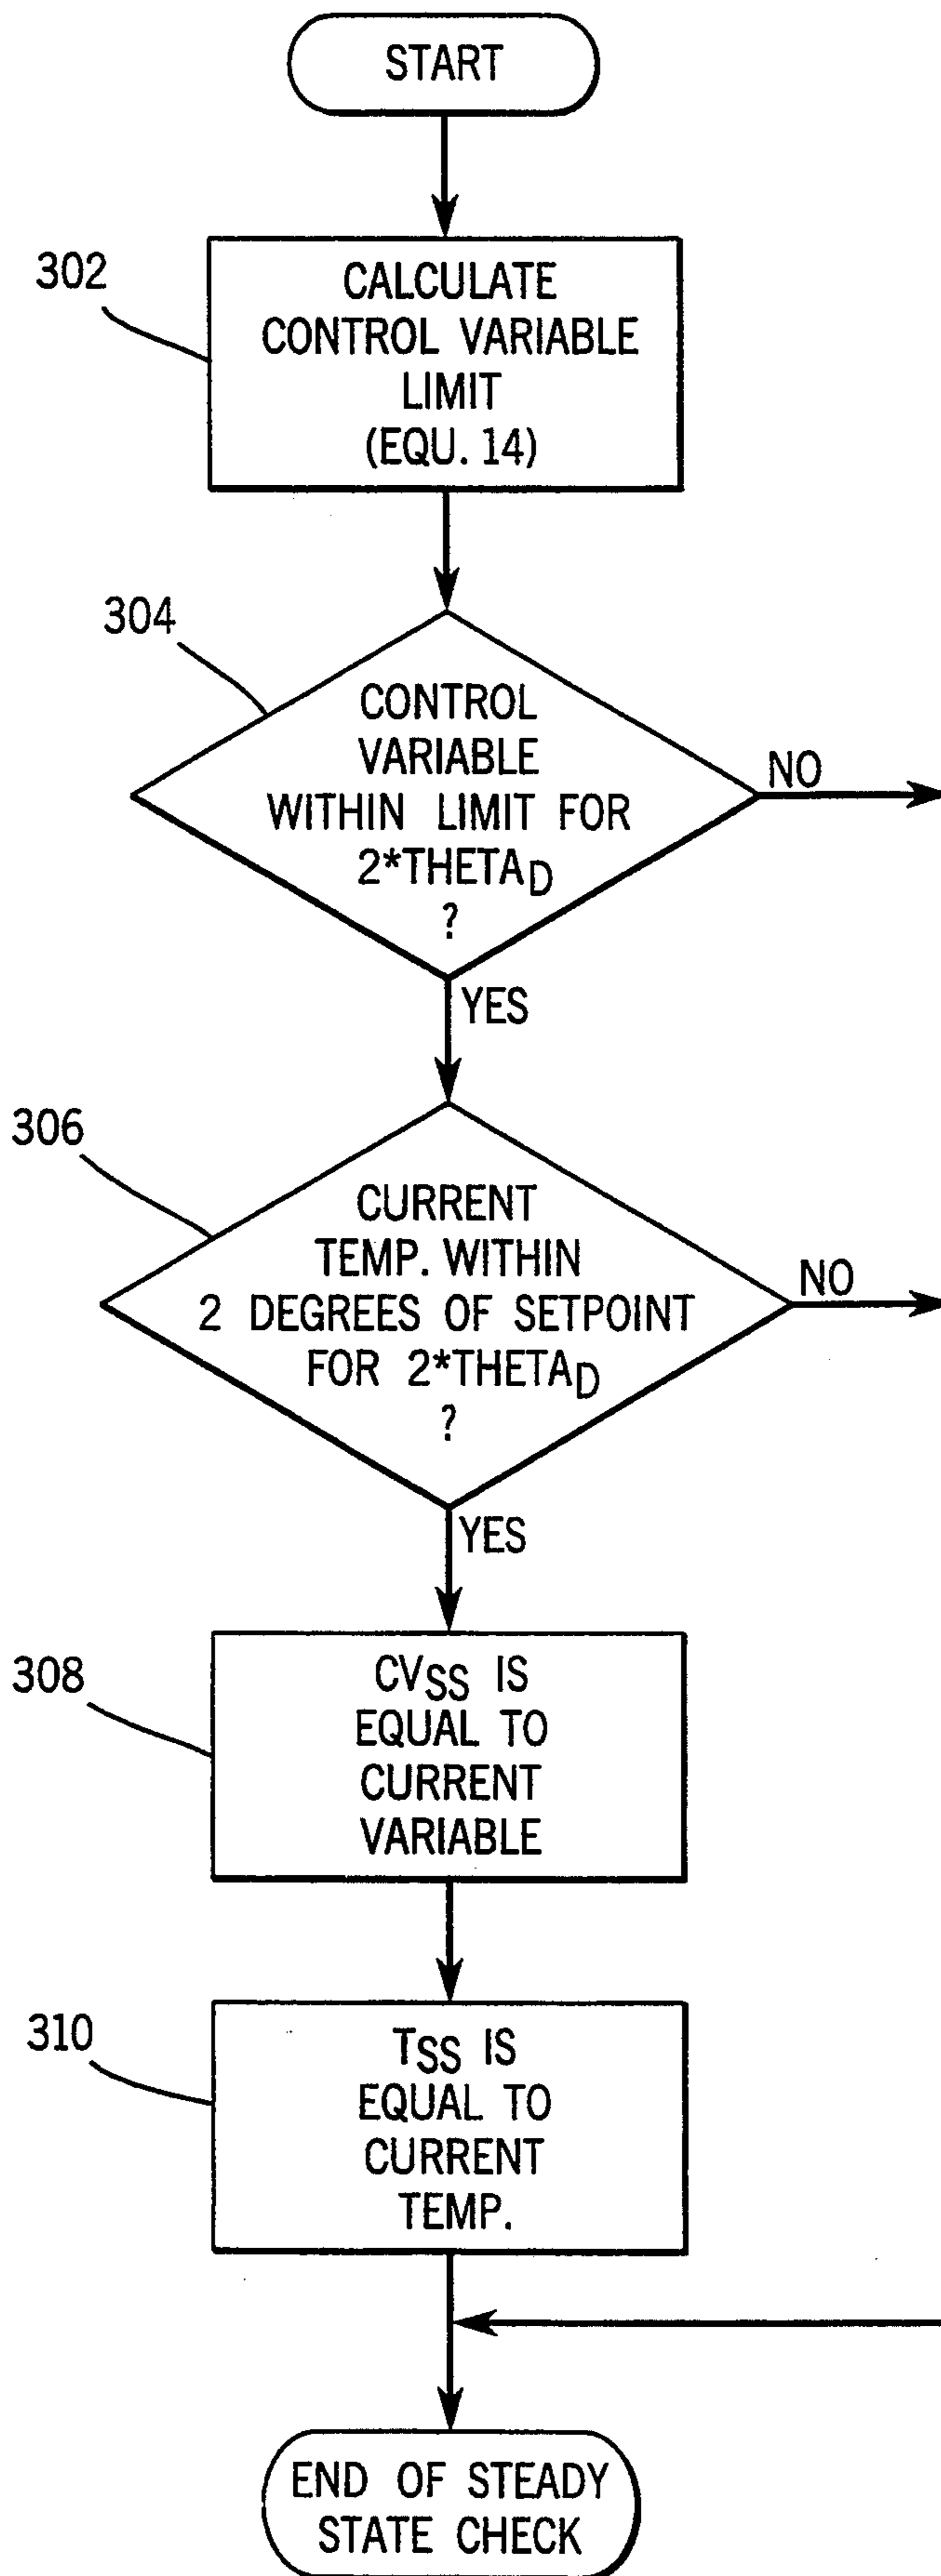 START
302
CALCULATE
CONTROL VARIABLE
LIMIT
(EQU. 14)
304
CONTROL
VARIABLE
WITHIN LIMIT FOR
2*THETAD
?
NO
YES
306
CURRENT
TEMP. WITHIN
2 DEGREES OF SETPOINT
FOR 2*THETAD
?
NO
YES
308
CVSS IS
EQUAL TO
CURRENT
VARIABLE
310
TSS IS
EQUAL TO
CURRENT
TEMP.
END OF STEADY
STATE CHECK